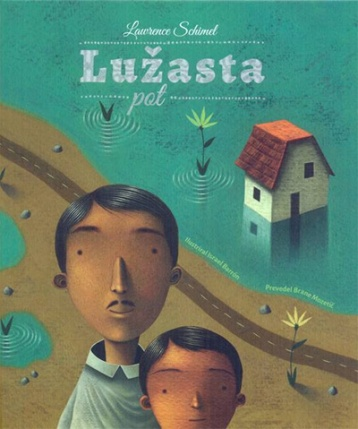 Lawrence Schimel
Lužasta
pot
Ilustriral Israel Barrón
Prevedel Brane Mozetič